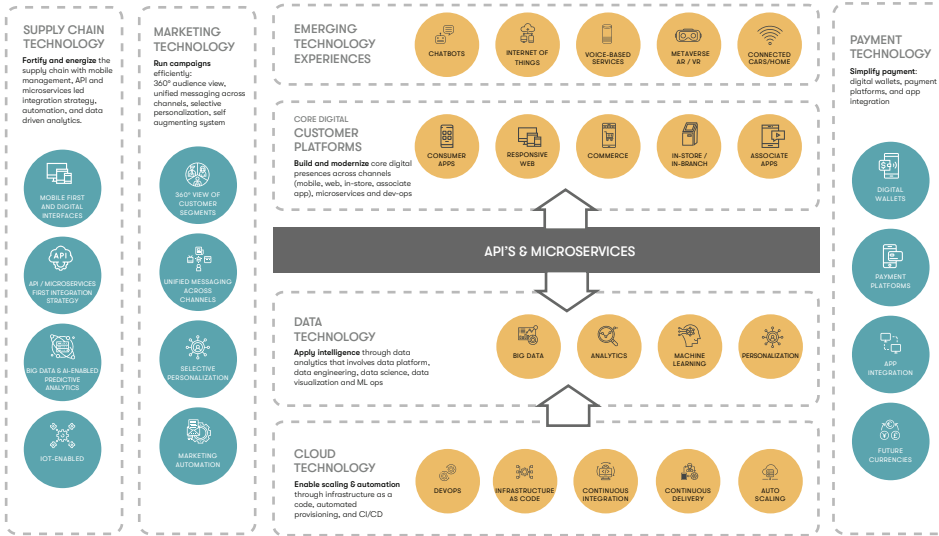 SUPPLY CHAIN
TECHNOLOGY
Fortify and energize the
supply chain with mobile
management, API and
microservices led
integration strategy,
automation, and data
driven analytics.
MOBILE FIRST
AND DIGITAL
INTERFACES
API
API / MICROSERVICES
FIRST INTEGRATION
STRATEGY
BIG DATA & AI-ENABLED
PREDICTIVE
ANALYTICS
IOT-ENABLED
MARKETING
TECHNOLOGY
Run campaigns
efficiently:
360° audience view,
unified messaging across
channels, selective
personalization, self
augmenting system
360° VIEW OF
CUSTOMER
SEGMENTS
UNIFIED MESSAGING
ACROSS
CHANNELS
SELECTIVE
PERSONALIZATION
MARKETING
AUTOMATION
EMERGING
TECHNOLOGY
EXPERIENCES
CHATBOTS
INTERNET OF
THINGS
VOICE-BASED
SERVICES
METAVERSE
AR / VR
CONNECTED
CARS/HOME
CORE DIGITAL
CUSTOMER
PLATFORMS
Build and modernize core digital
presences across channels
(mobile, web, in-store, associate
app), microservices and dev-ops
CONSUMER
APPS
RESPONSIVE
WEB
COMMERCE
IN-STORE /
IN-BRANCH
ASSOCIATE
APPS
API'S & MICROSERVICES
DATA
TECHNOLOGY
Apply intelligence through data
analytics that involves data platform,
data engineering, data science, data
visualization and ML ops
BIG DATA
ANALYTICS
MACHINE
LEARNING
PERSONALIZATION
CLOUD
TECHNOLOGY
Enable scaling & automation
through infrastructure as a
code, automated
provisioning, and CI/CD
DEVOPS
INFRASTRUCTURE
AS CODE
CONTINUOUS
INTEGRATION
CONTINUOUS
DELIVERY
AUTO
SCALING
PAYMENT
TECHNOLOGY
Simplify payment:
digital wallets, payment
platforms, and app
integration
DIGITAL
WALLETS
PAYMENT
PLATFORMS
APP
INTEGRATION
FUTURE
CURRENCIES